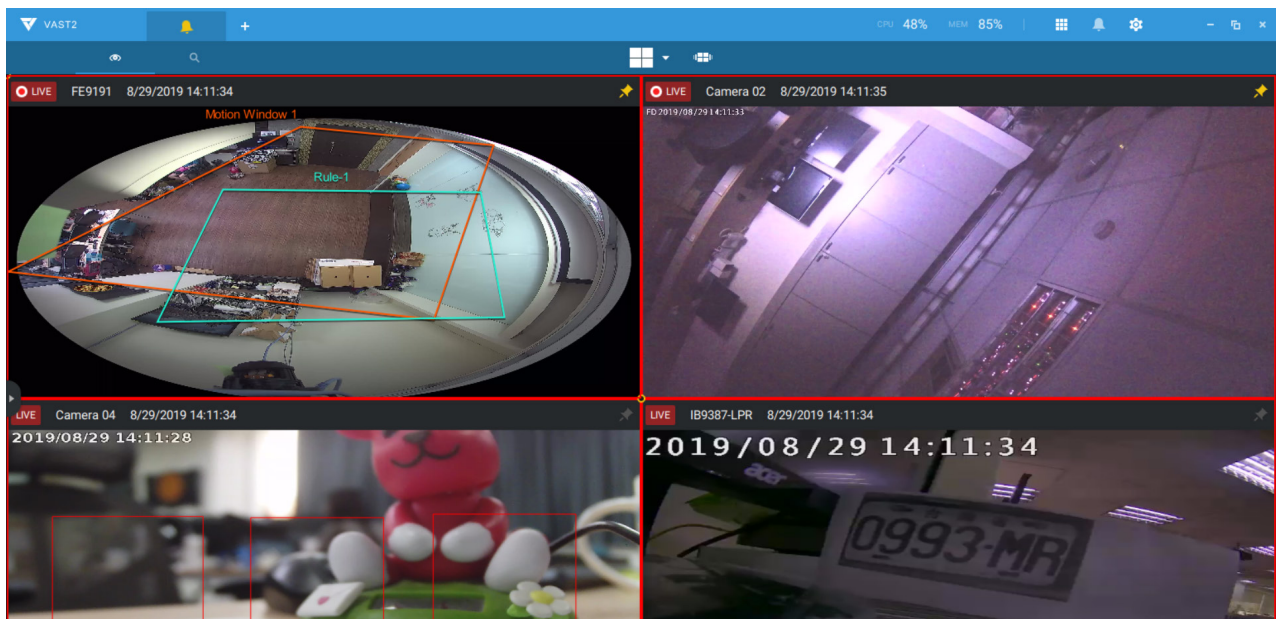 VAST2
CPU 48% MEM 85%
LIVE FE9191 8/29/2019 14:11:34
Motion Window 1
Rule-1
LIVE Camera 02 8/29/2019 14:11:35
FD 2019/08/29 14:11:33
LIVE Camera 04 8/29/2019 14:11:34
2019/08/29 14:11:28
LIVE IB9387-LPR 8/29/2019 14:11:34
2019/08/29 14:11:34
acer
0993-MR